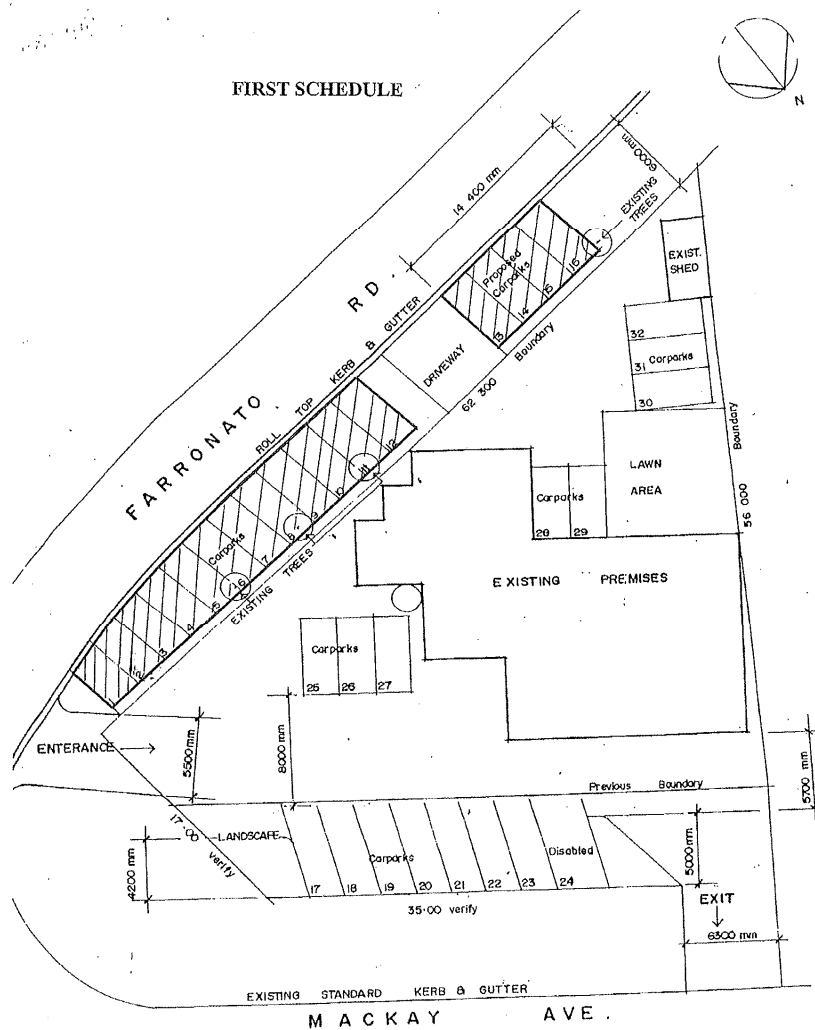 FIRST SCHEDULE
N
14 400 mm
6000 mm
EXISTING
TREES
EXIST.
SHED
Proposed
Carparks
13
14
15
16
FARRONATO RD.
ROLL TOP KERB & GUTTER
DRIVEWAY
Boundary
62 300
32
31
30
Carparks
Boundary
56 000
LAWN
AREA
Carparks
28
29
Carparks
1
2
3
4
5
6
7
8
9
10
11
12
EXISTING TREES
EXISTING PREMISES
Carparks
25
26
27
ENTERANCE
5500 mm
8000 mm
Previous Boundary
5700 mm
17·00 verify
LANDSCAPE
4200 mm
Carparks
Disabled
17
18
19
20
21
22
23
24
5000 mm
35·00 verify
EXIT
6300 mm
EXISTING STANDARD KERB & GUTTER
MACKAY AVE.